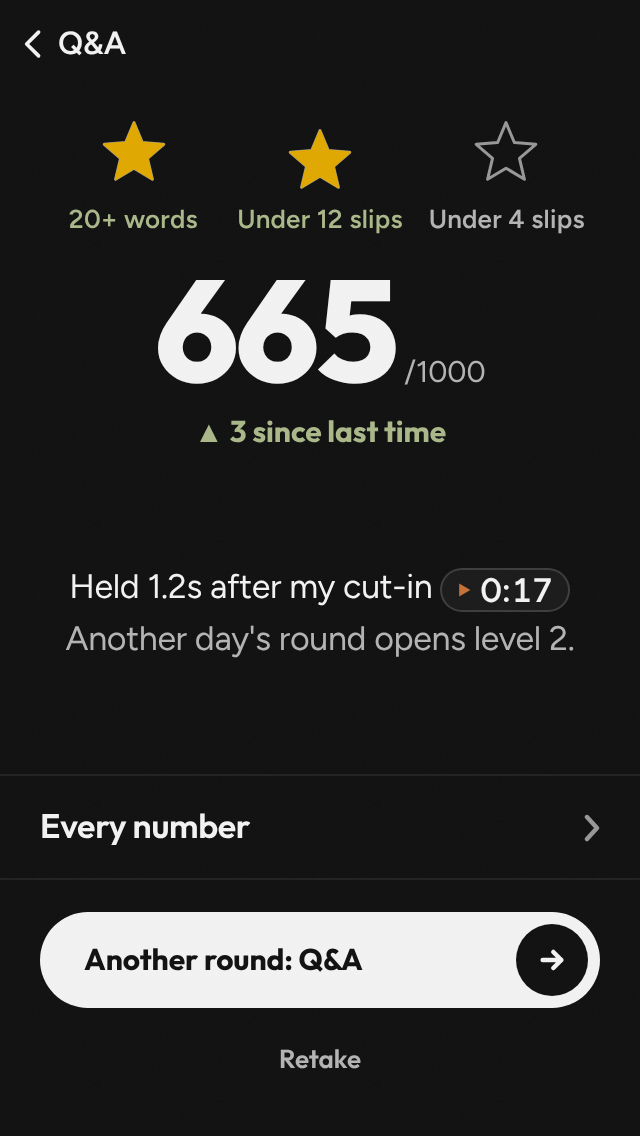 Q&A
20+ words
Under 12 slips
Under 4 slips
665/1000
▲ 3 since last time
Held 1.2s after my cut-in 0:17
Another day's round opens level 2.
Every number
Another round: Q&A
Retake